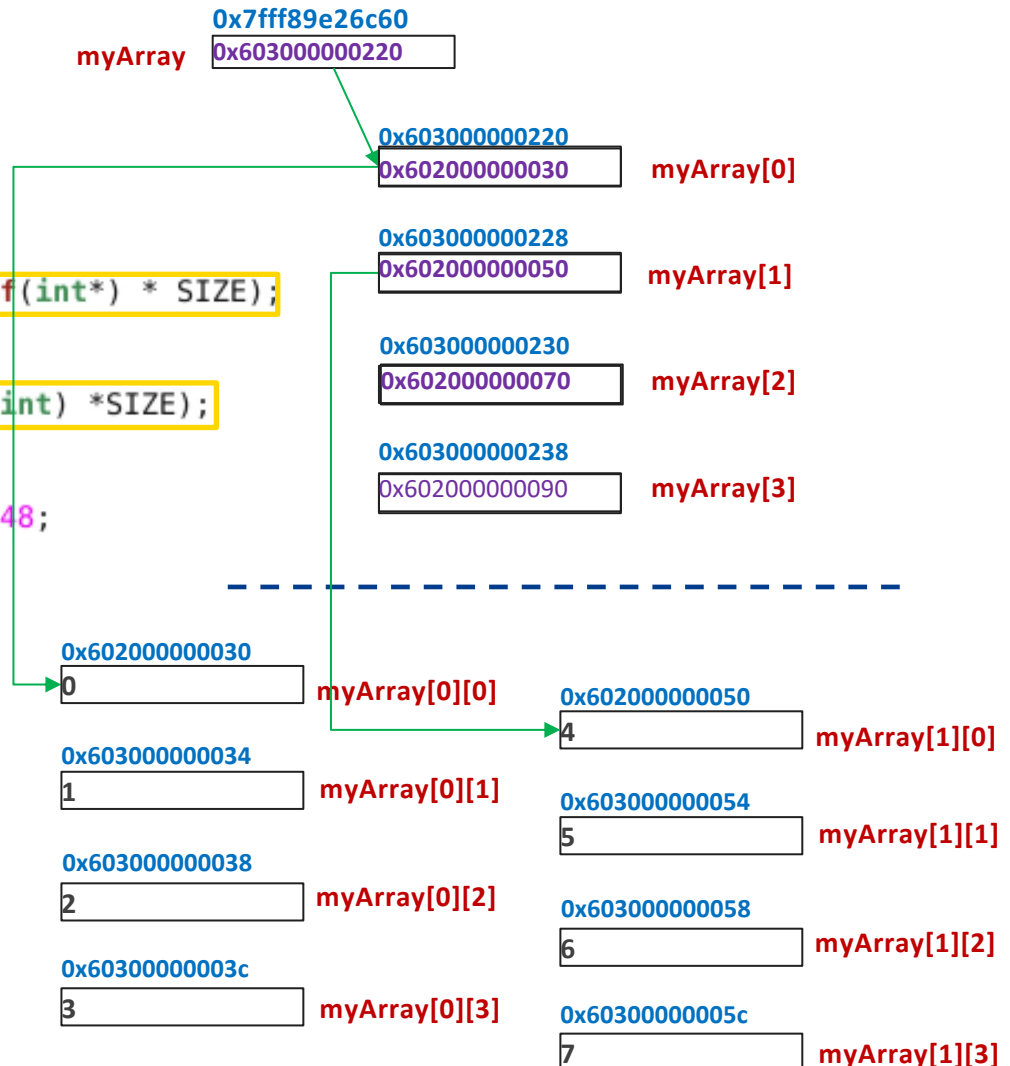 0x7fff89e26c60
myArray 0x603000000220
0x603000000220
0x602000000030 myArray[0]
0x603000000228
0x602000000050 myArray[1]
f(int*) * SIZE);
0x603000000230
0x602000000070 myArray[2]
int) *SIZE);
0x603000000238
0x602000000090 myArray[3]
48;
0x602000000030
0 myArray[0][0]
0x602000000050
4 myArray[1][0]
0x603000000034
1 myArray[0][1]
0x603000000054
5 myArray[1][1]
0x603000000038
2 myArray[0][2]
0x603000000058
6 myArray[1][2]
0x60300000003c
3 myArray[0][3]
0x60300000005c
7 myArray[1][3]